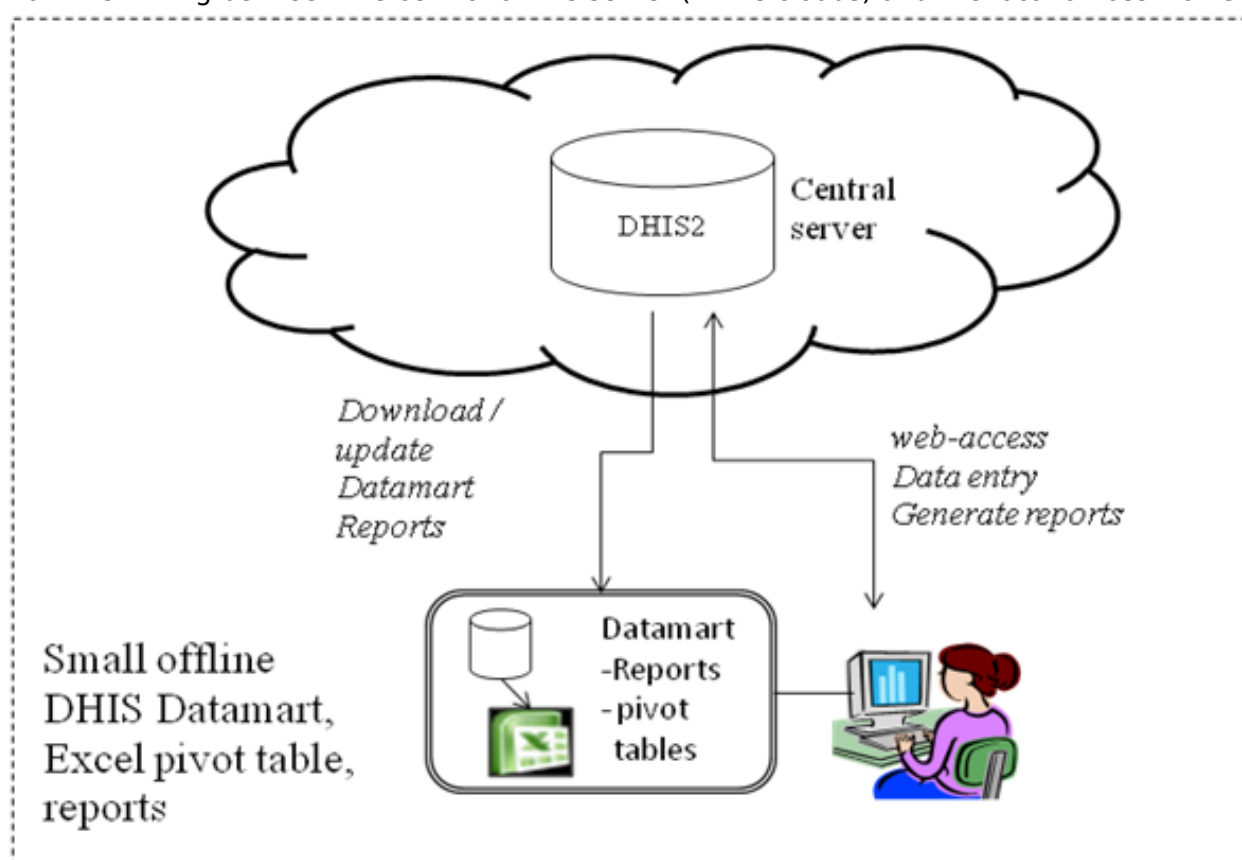 DHIS2
Central
server
Download /
update
Datamart
Reports
web-access
Data entry
Generate reports
Datamart
-Reports
-pivot
tables
Small offline
DHIS Datamart,
Excel pivot table,
reports